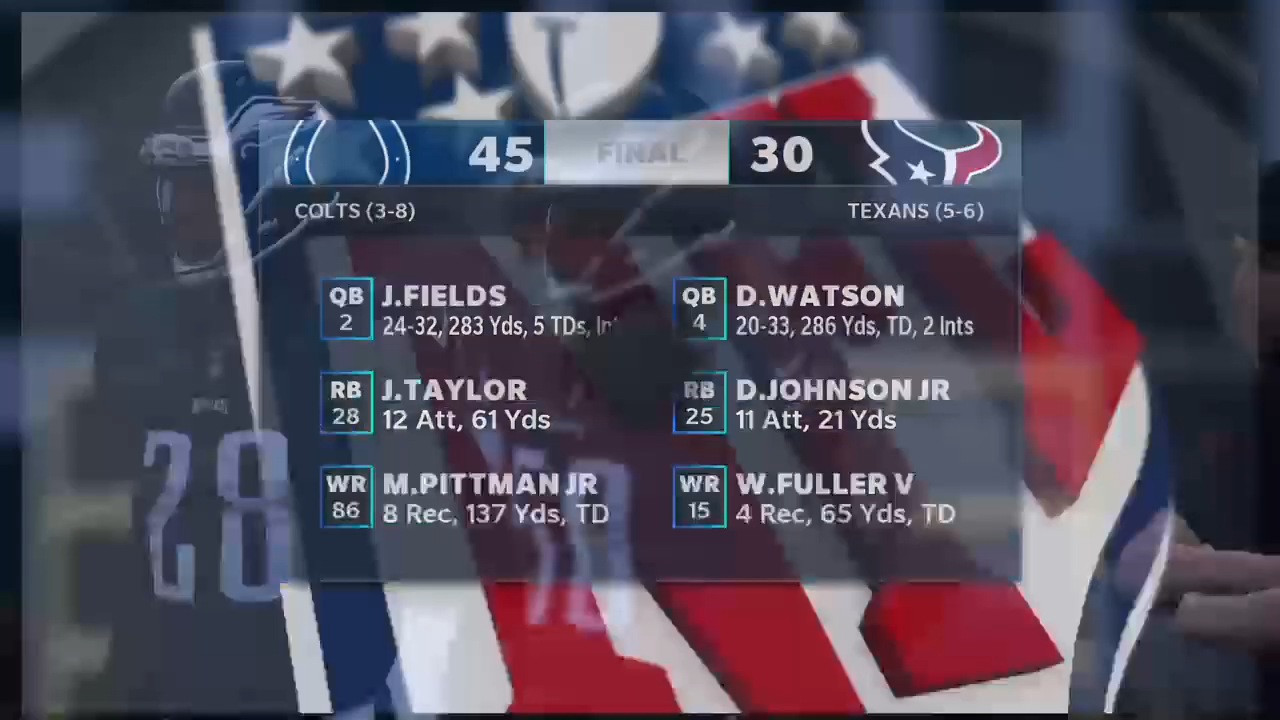 45 FINAL 30
COLTS (3-8) TEXANS (5-6)
QB J.FIELDS
2 24-32, 283 Yds, 5 TDs,
QB D.WATSON
4 20-33, 286 Yds, TD, 2 Ints
RB J.TAYLOR
28 12 Att, 61 Yds
RB D.JOHNSON JR
25 11 Att, 21 Yds
WR M.PITTMAN JR
86 8 Rec, 137 Yds, TD
WR W.FULLER V
15 4 Rec, 65 Yds, TD
28